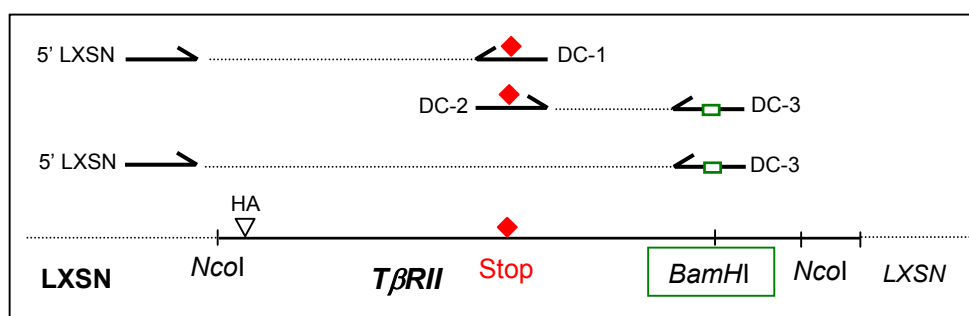 5' LXSN DC-1
DC-2 DC-3
5' LXSN DC-3
HA
LXSN NcoI TβRII Stop BamHI NcoI LXSN